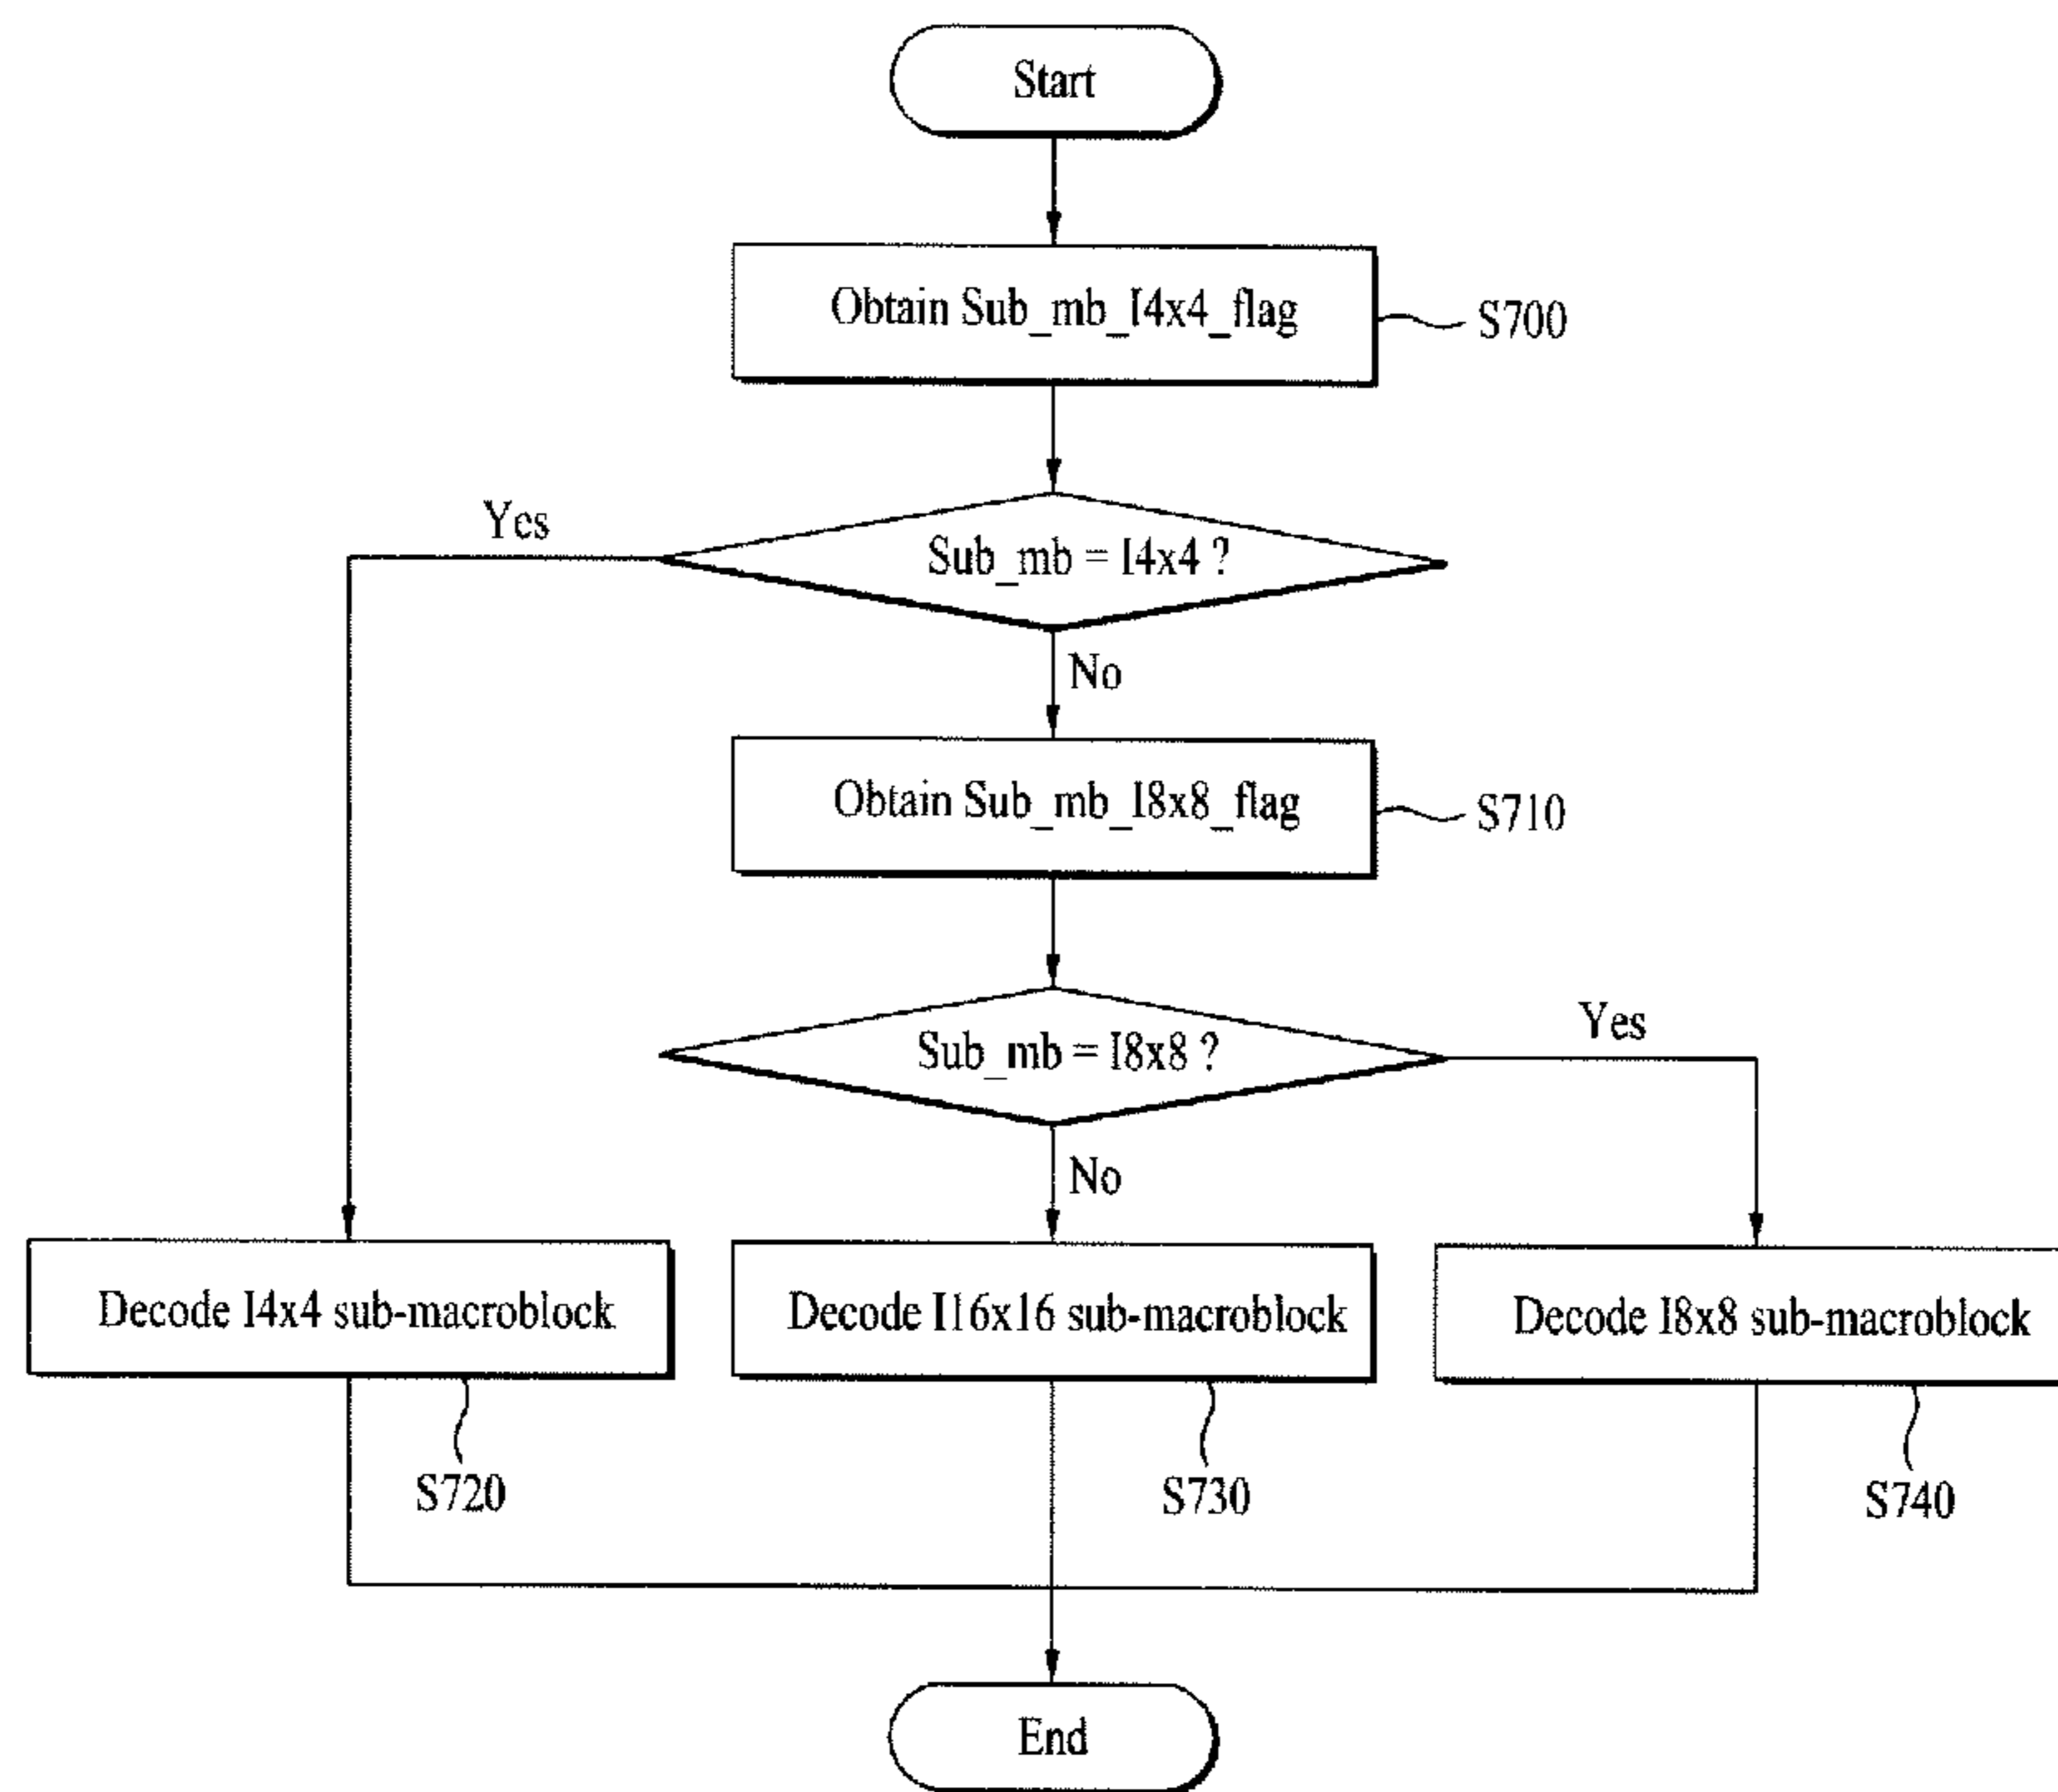 Start
Obtain Sub_mb_I4x4_flag
S700
Yes
Sub_mb = I4x4 ?
No
Obtain Sub_mb_I8x8_flag
S710
Sub_mb = I8x8 ?
Yes
No
Decode I4x4 sub-macroblock
Decode I16x16 sub-macroblock
Decode I8x8 sub-macroblock
S720
S730
S740
End